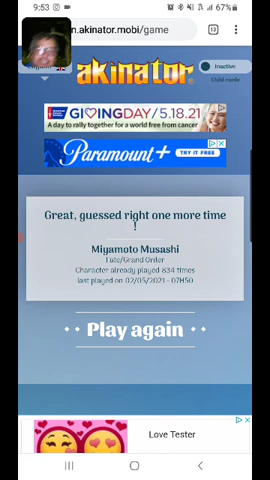 9:53
67%
n.akinator.mobi/game
13
akinator
Inactive
Child mode
GIVINGDAY/5.18.21
A day to rally together for a world free from cancer
Paramount+
TRY IT FREE
Great, guessed right one more time
!
Miyamoto Musashi
Fate/Grand Order
Character already played 834 times
last played on 02/05/2021 - 07H50
Play again
Love Tester